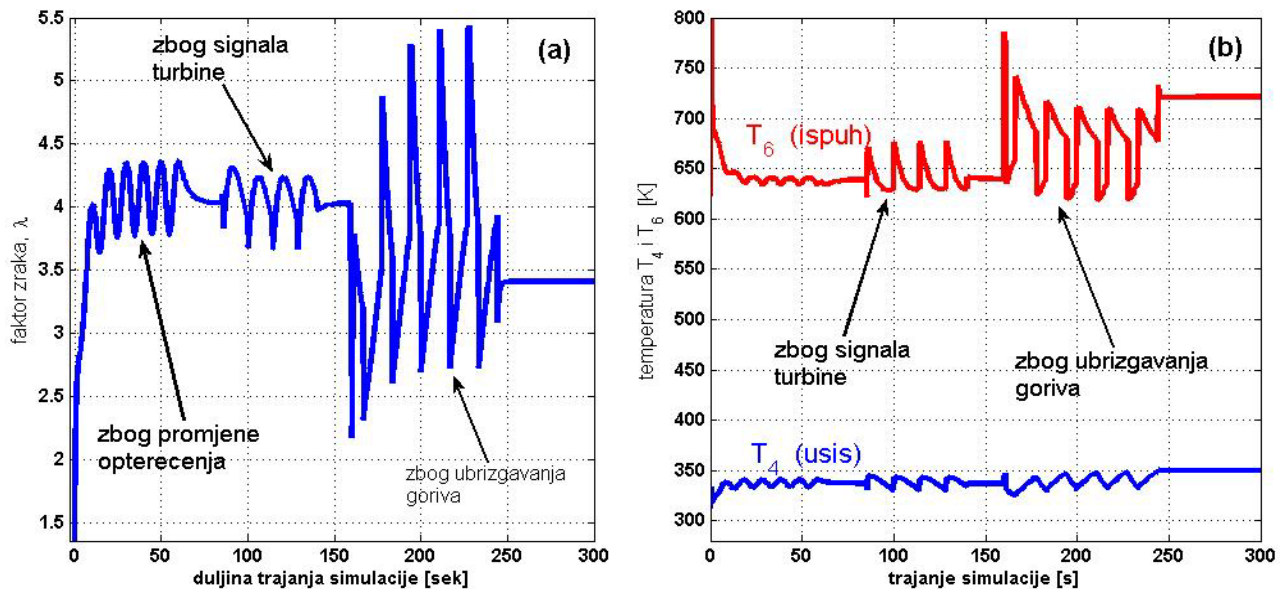 (a)
zbog signala
turbine
zbog promjene
opterecenja
zbog ubrizgavanja
goriva
faktor zraka, λ
5.5
5
4.5
4
3.5
3
2.5
2
1.5
0 50 100 150 200 250 300
duljina trajanja simulacije [sek]
(b)
T6 (ispuh)
zbog signala
turbine
zbog ubrizgavanja
goriva
T4 (usis)
temperatura T4 i T6 [K]
800
750
700
650
600
550
500
450
400
350
300
0 50 100 150 200 250 300
trajanje simulacije [s]